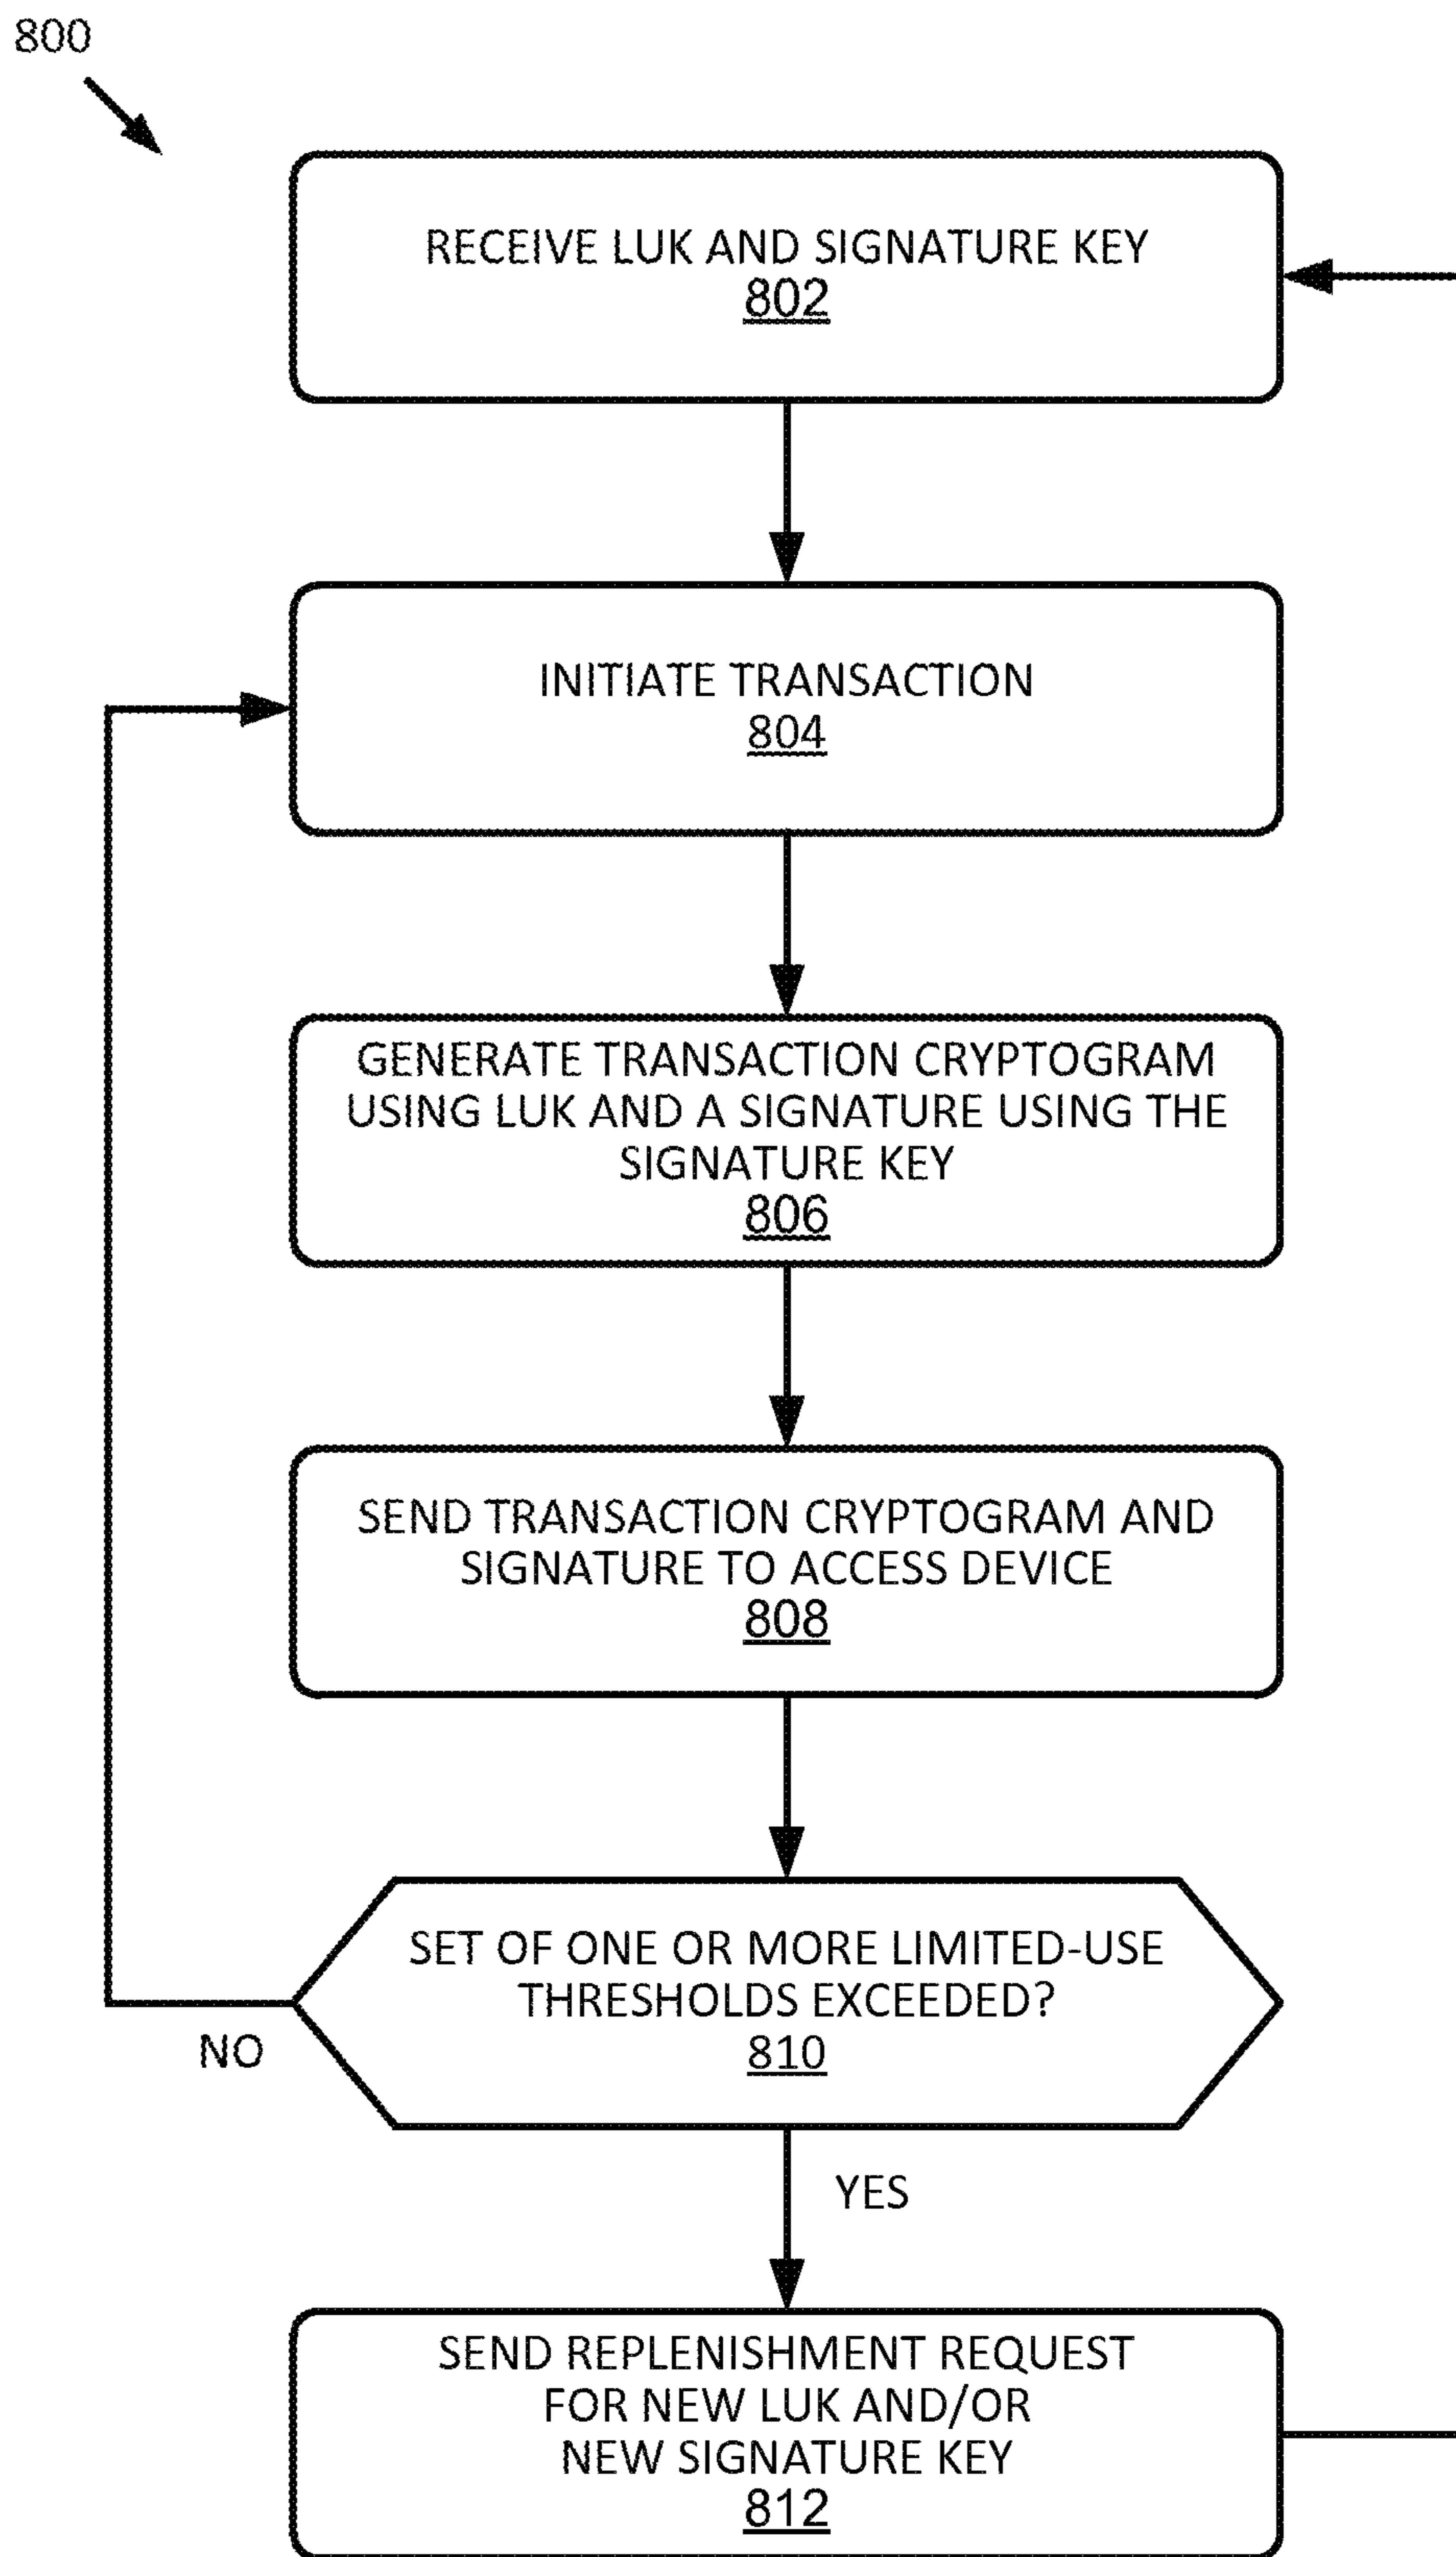 800
RECEIVE LUK AND SIGNATURE KEY
802
INITIATE TRANSACTION
804
GENERATE TRANSACTION CRYPTOGRAM
USING LUK AND A SIGNATURE USING THE
SIGNATURE KEY
806
SEND TRANSACTION CRYPTOGRAM AND
SIGNATURE TO ACCESS DEVICE
808
SET OF ONE OR MORE LIMITED-USE
THRESHOLDS EXCEEDED?
810
NO
YES
SEND REPLENISHMENT REQUEST
FOR NEW LUK AND/OR
NEW SIGNATURE KEY
812